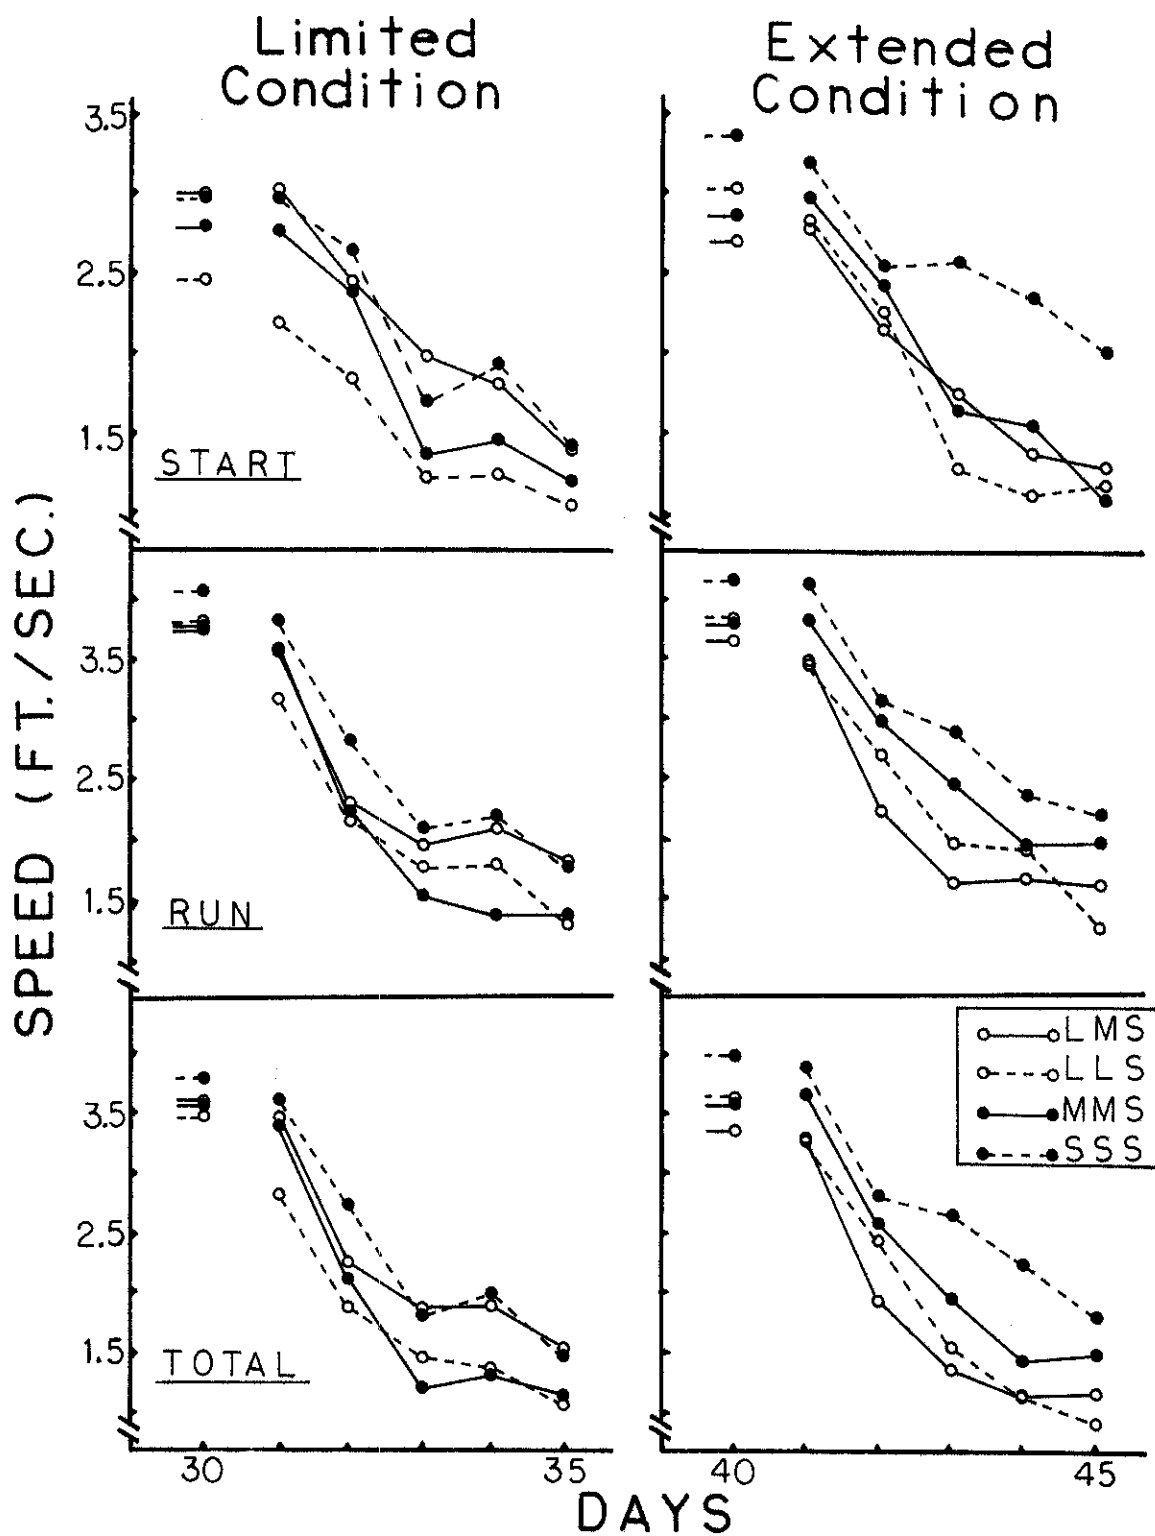 Limited
Condition
Extended
Condition
3.5
2.5
1.5
START
SPEED (FT./SEC.)
3.5
2.5
1.5
RUN
LMS
LLS
MMS
SSS
3.5
2.5
1.5
TOTAL
30 35 40 45
DAYS